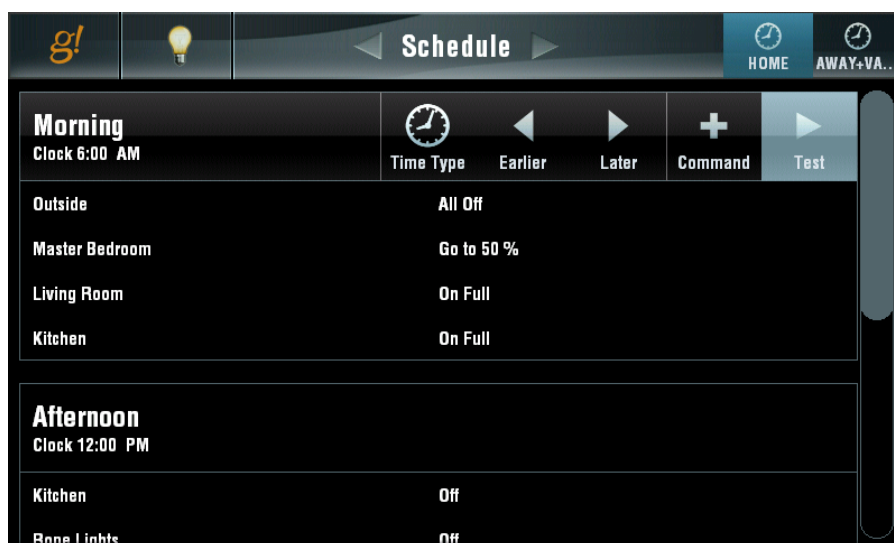 g!
Schedule
HOME
AWAY+VA..
Morning
Clock 6:00 AM
Time Type
Earlier
Later
Command
Test
Outside All Off
Master Bedroom Go to 50 %
Living Room On Full
Kitchen On Full
Afternoon
Clock 12:00 PM
Kitchen Off
Rope Lights Off